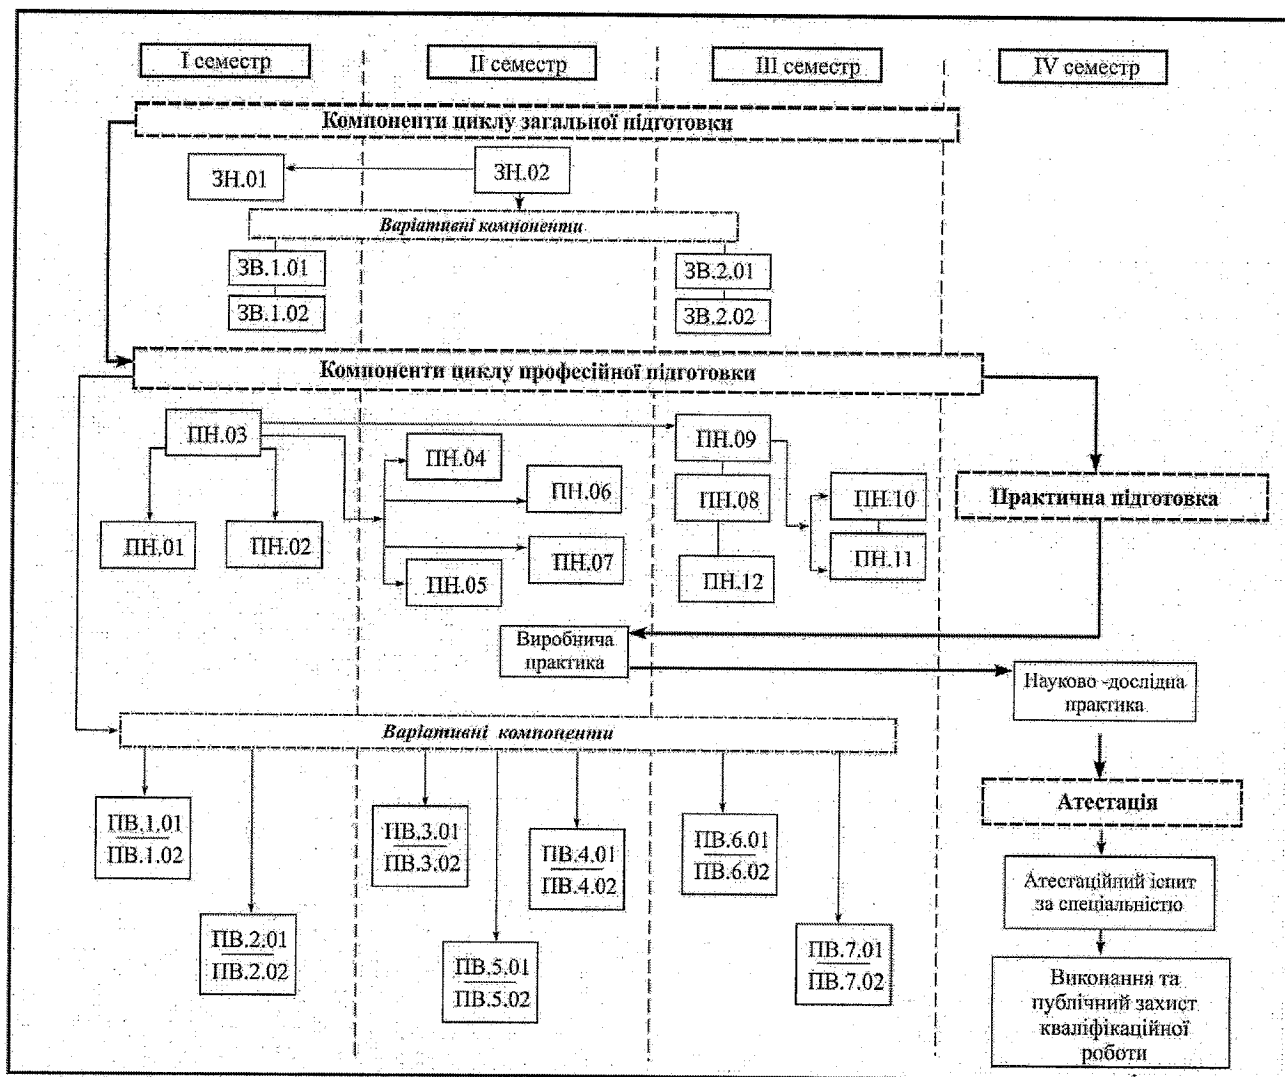 I семестр
II семестр
III семестр
IV семестр
Компоненти циклу загальної підготовки
ЗН.01
ЗН.02
Варіативні компоненти
ЗВ.1.01
ЗВ.1.02
ЗВ.2.01
ЗВ.2.02
Компоненти циклу професійної підготовки
ПН.03
ПН.01
ПН.02
ПН.04
ПН.06
ПН.07
ПН.05
ПН.09
ПН.08
ПН.12
ПН.10
ПН.11
Практична підготовка
Виробнича
практика
Науково -дослідна
практика
Варіативні компоненти
ПВ.1.01
ПВ.1.02
ПВ.2.01
ПВ.2.02
ПВ.3.01
ПВ.3.02
ПВ.4.01
ПВ.4.02
ПВ.5.01
ПВ.5.02
ПВ.6.01
ПВ.6.02
ПВ.7.01
ПВ.7.02
Атестація
Атестаційний іспит
за спеціальністю
Виконання та
публічний захист
кваліфікаційної
роботи